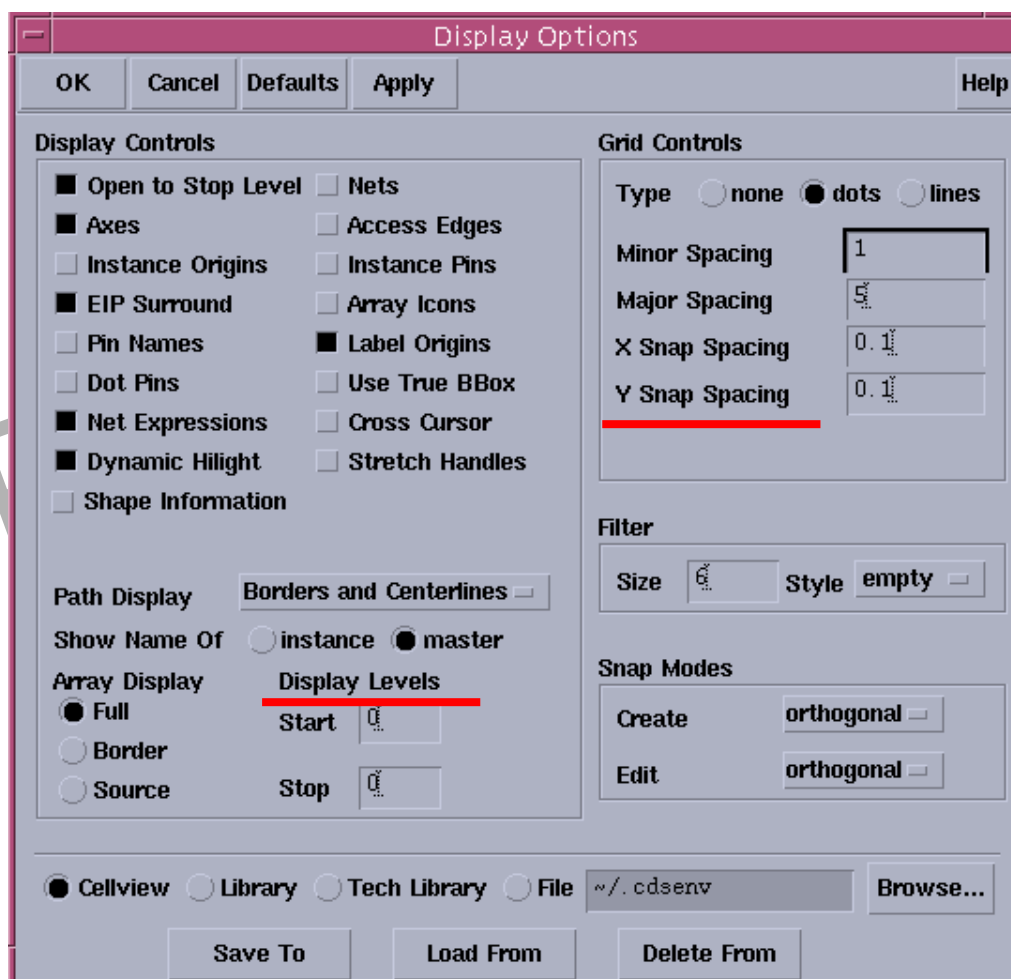 Display Options
OK Cancel Defaults Apply Help
Display Controls
Open to Stop Level Nets
Axes Access Edges
Instance Origins Instance Pins
EIP Surround Array Icons
Pin Names Label Origins
Dot Pins Use True BBox
Net Expressions Cross Cursor
Dynamic Hilight Stretch Handles
Shape Information
Path Display Borders and Centerlines
Show Name Of instance master
Array Display Display Levels
Full Start 0
Border
Source Stop 0
Grid Controls
Type none dots lines
Minor Spacing 1
Major Spacing 5
X Snap Spacing 0.1
Y Snap Spacing 0.1
Filter
Size 6 Style empty
Snap Modes
Create orthogonal
Edit orthogonal
Cellview Library Tech Library File ~/.cdsenv Browse...
Save To Load From Delete From